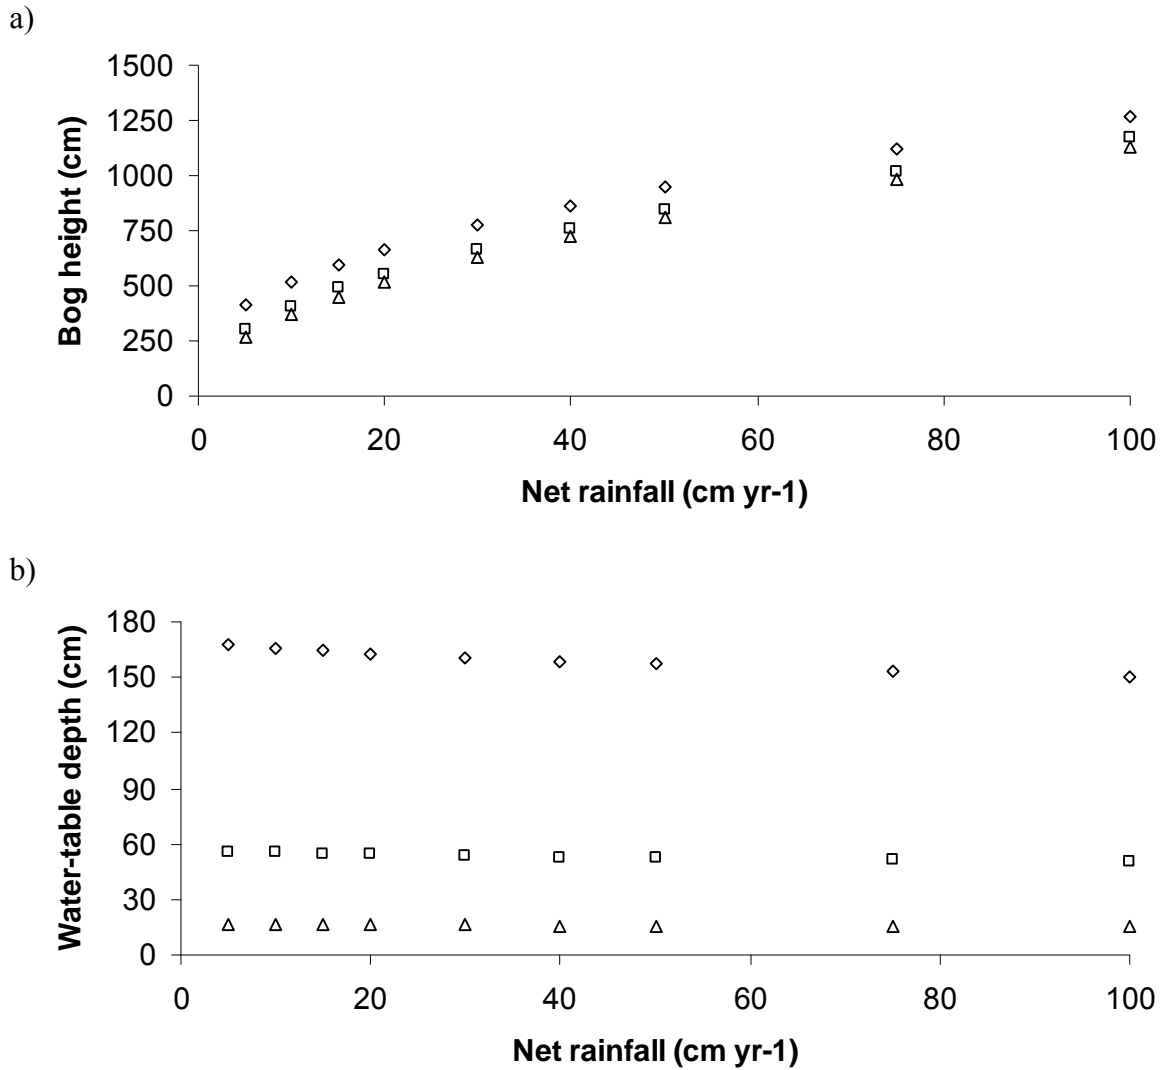 a)
1500
1250
1000
750
500
250
0
Bog height (cm)
0 20 40 60 80 100
Net rainfall (cm yr-1)
b)
180
150
120
90
60
30
0
Water-table depth (cm)
0 20 40 60 80 100
Net rainfall (cm yr-1)